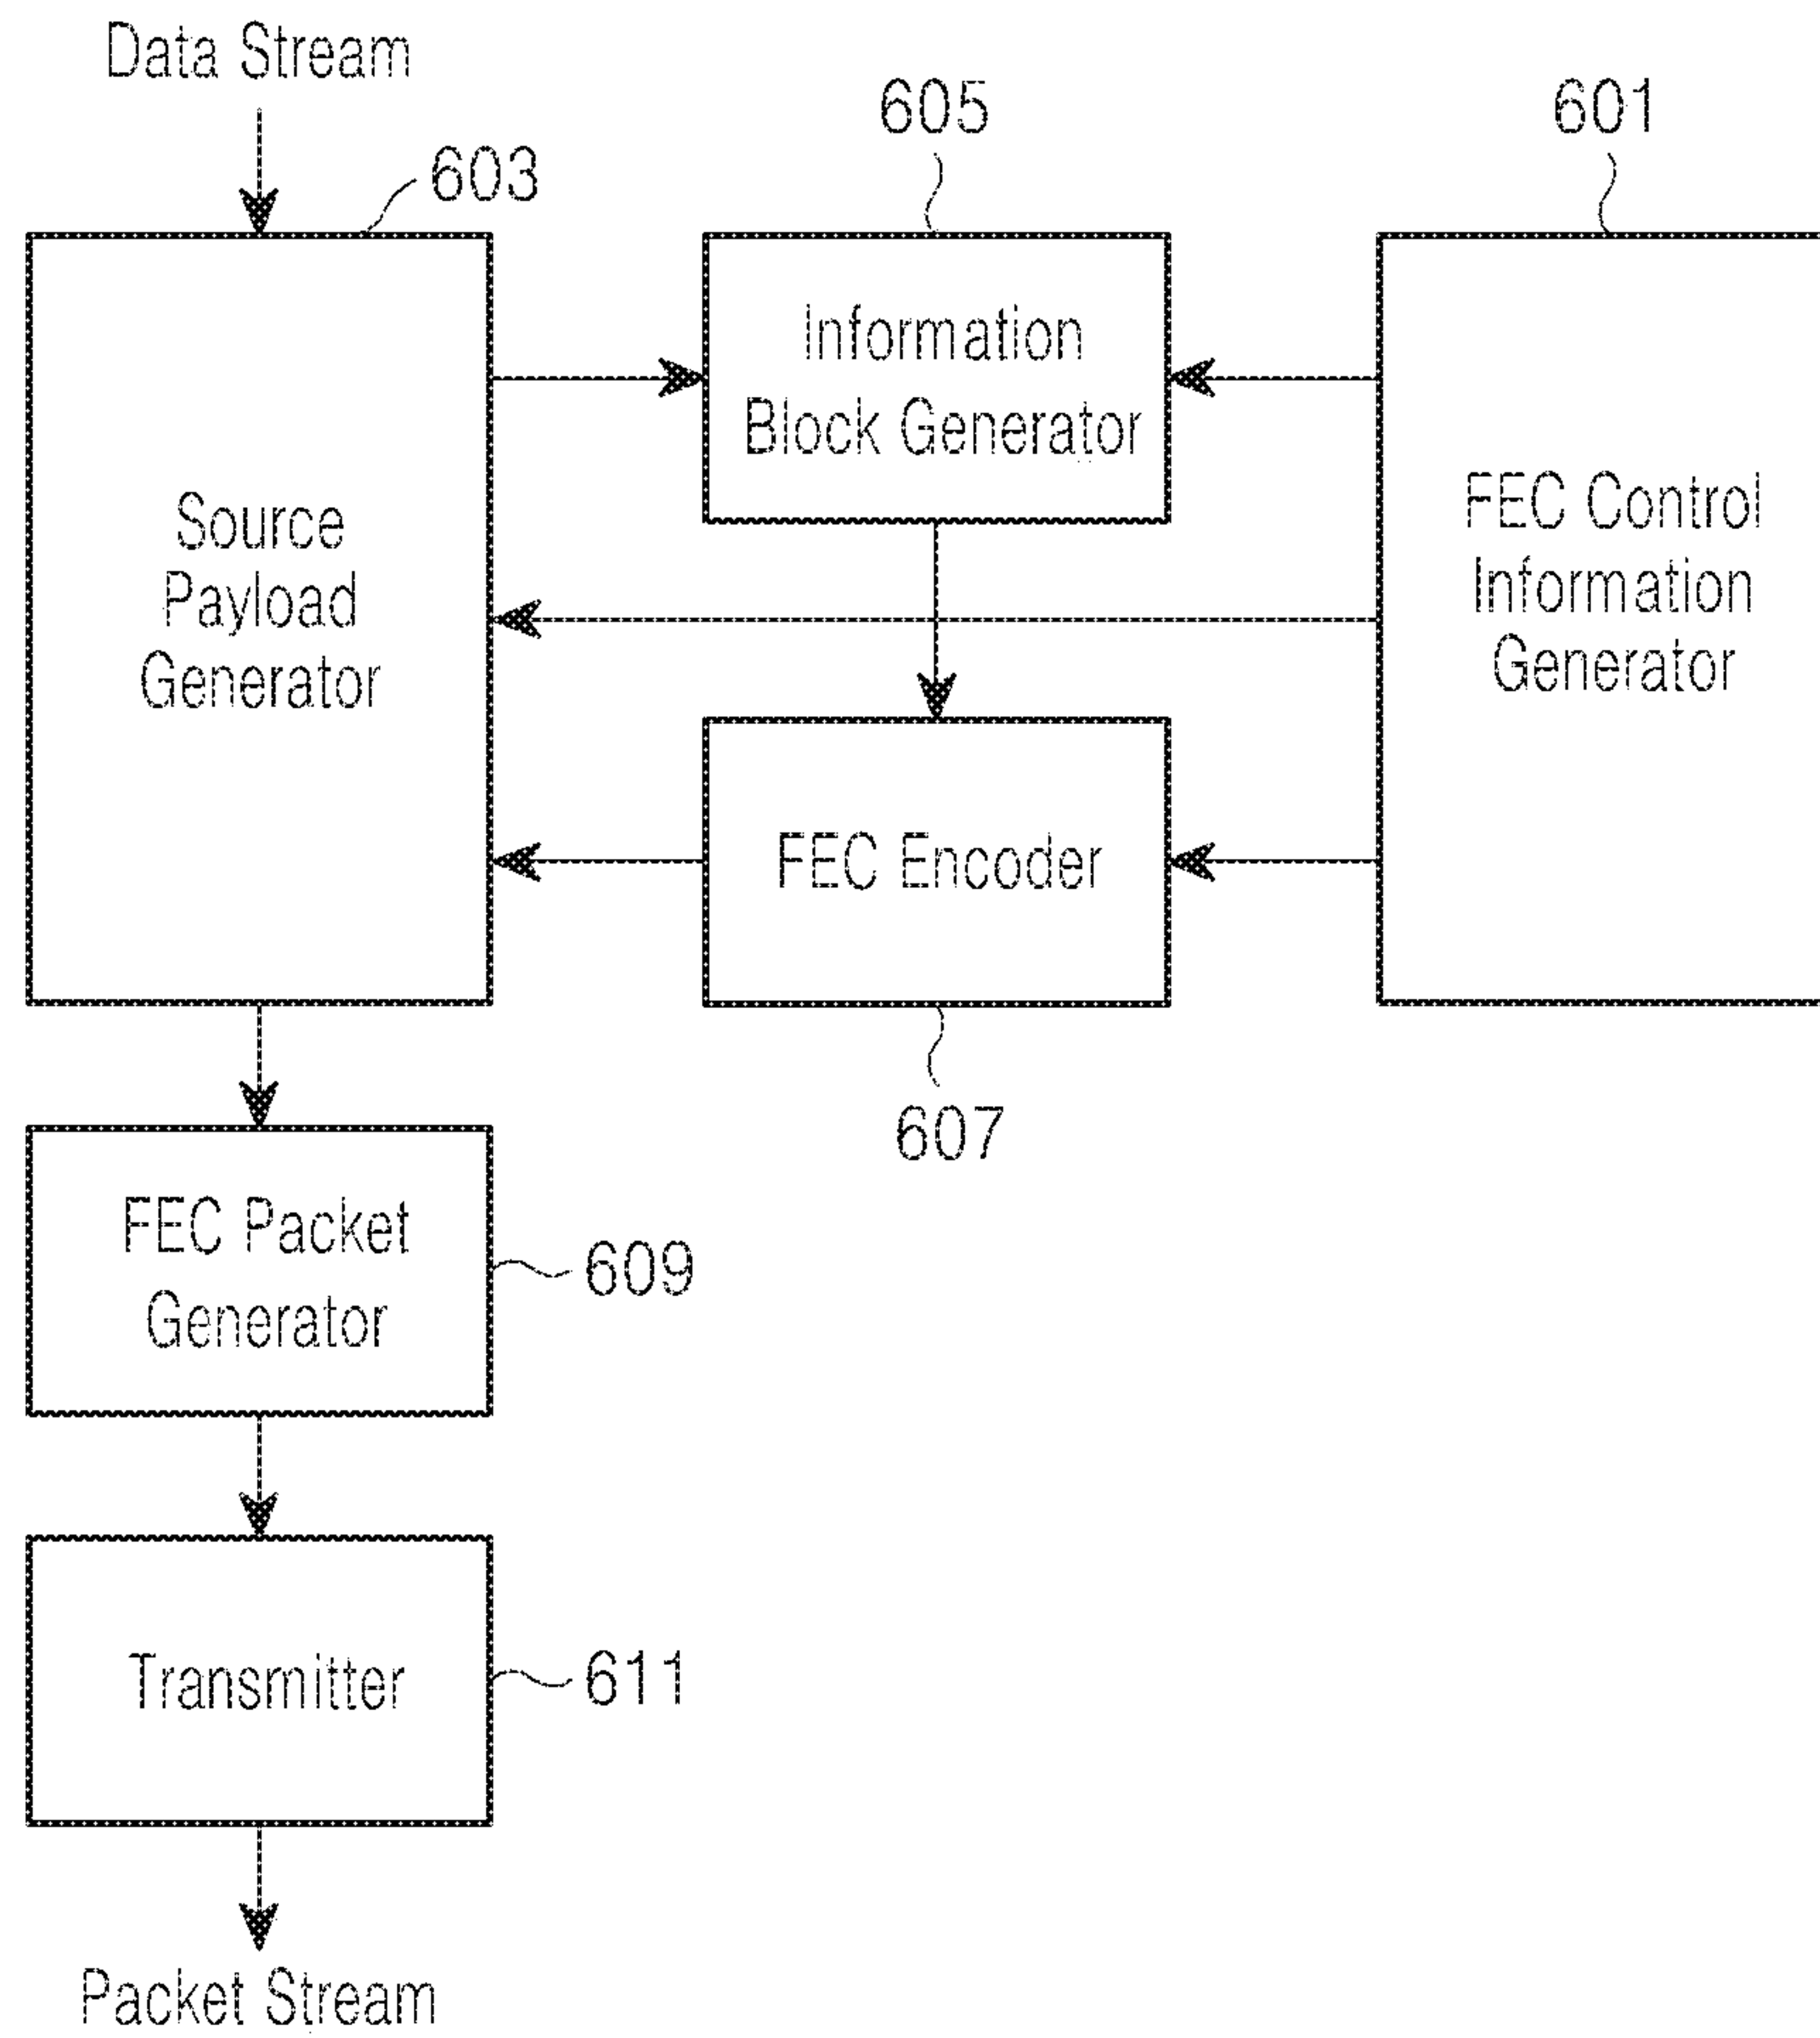 Data Stream
603
605
601
Source
Payload
Generator
Information
Block Generator
FEC Control
Information
Generator
FEC Encoder
607
FEC Packet
Generator
609
Transmitter
611
Packet Stream